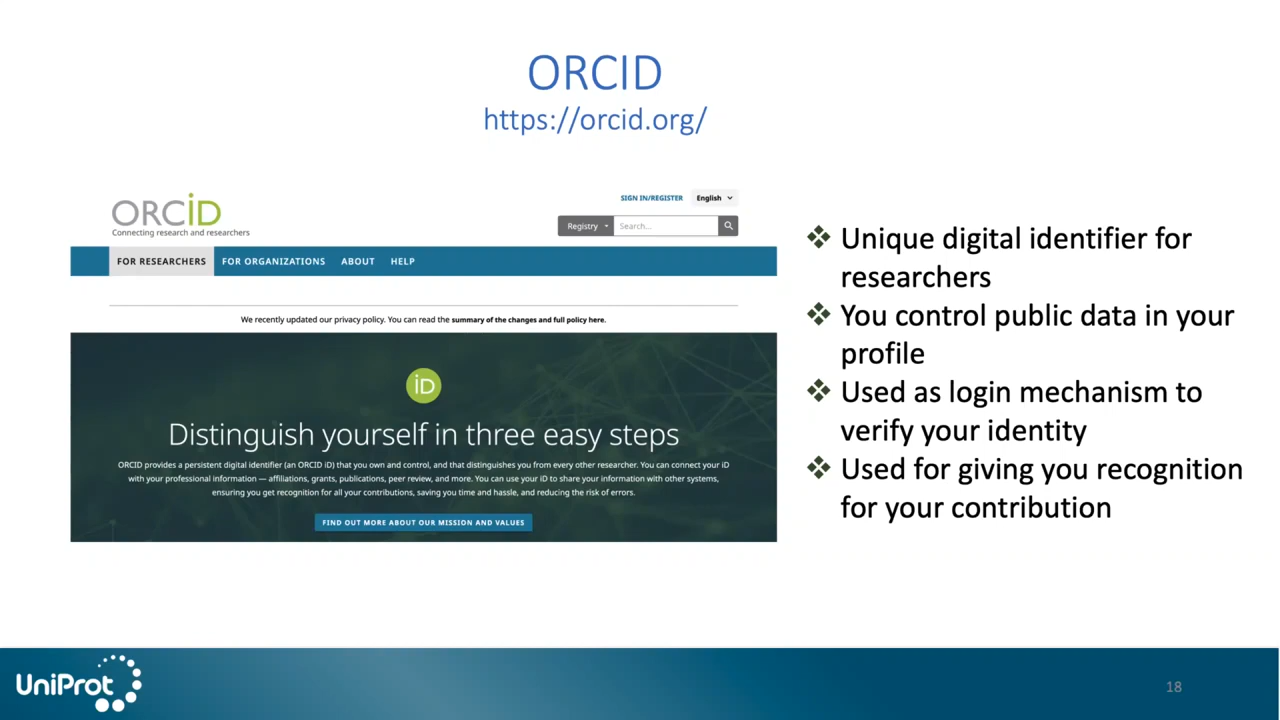 ORCID
https://orcid.org/
ORCiD
Connecting research and researchers
SIGN IN/REGISTER
English
Registry
Search...
FOR RESEARCHERS
FOR ORGANIZATIONS
ABOUT
HELP
We recently updated our privacy policy. You can read the summary of the changes and full policy here.
iD
Distinguish yourself in three easy steps
ORCID provides a persistent digital identifier (an ORCID iD) that you own and control, and that distinguishes you from every other researcher. You can connect your iD
with your professional information — affiliations, grants, publications, peer review, and more. You can use your iD to share your information with other systems,
ensuring you get recognition for all your contributions, saving you time and hassle, and reducing the risk of errors.
FIND OUT MORE ABOUT OUR MISSION AND VALUES
Unique digital identifier for
researchers
You control public data in your
profile
Used as login mechanism to
verify your identity
Used for giving you recognition
for your contribution
UniProt
18